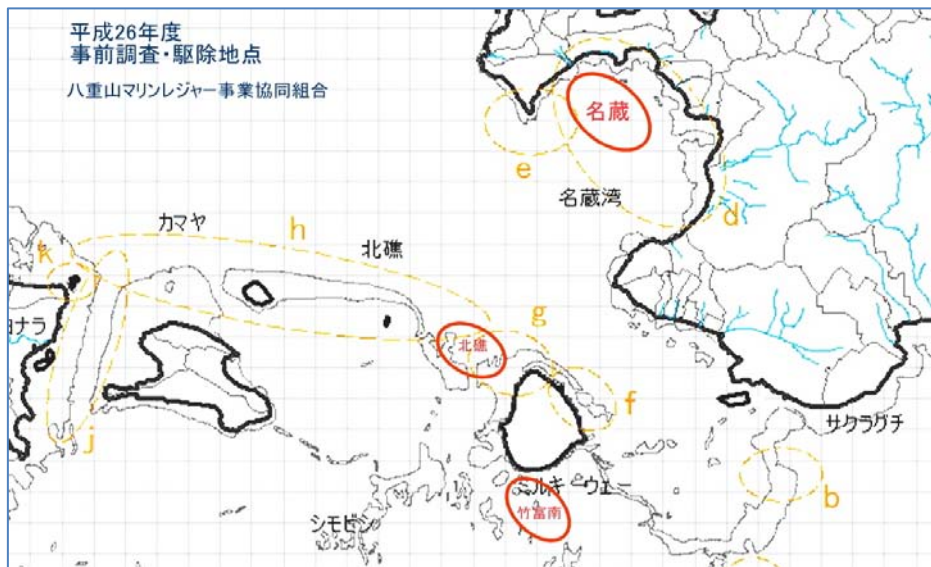 平成26年度
事前調査・駆除地点
八重山マリンレジャー事業協同組合
名蔵
e
名蔵湾
d
カマヤ
h
北礁
k
ヨナラ
g
北礁
f
j
サクラグチ
ミルキーウェー
b
竹富南
シモビシ